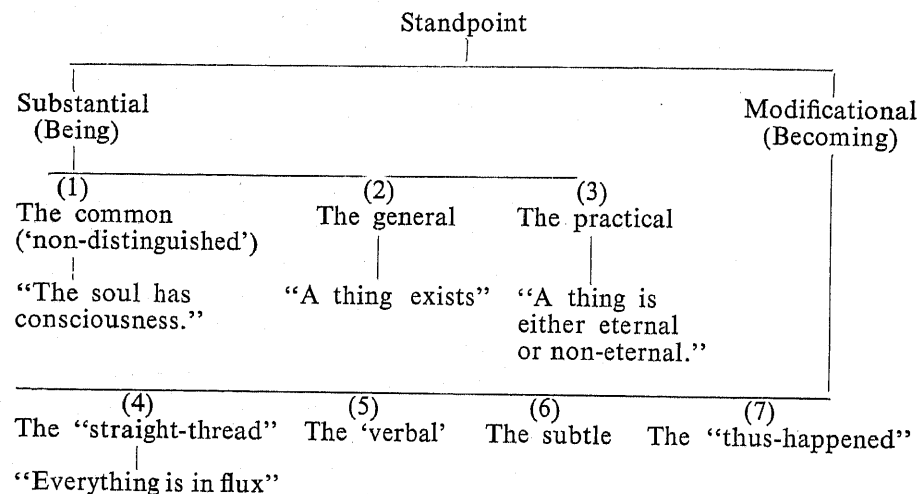 Standpoint
Substantial
(Being)
Modificational
(Becoming)
(1)
The common
(‘non-distinguished’)
“The soul has
consciousness.”
(2)
The general
“A thing exists”
(3)
The practical
“A thing is
either eternal
or non-eternal.”
(4)
The “straight-thread”
“Everything is in flux”
(5)
The ‘verbal’
(6)
The subtle
(7)
The “thus-happened”